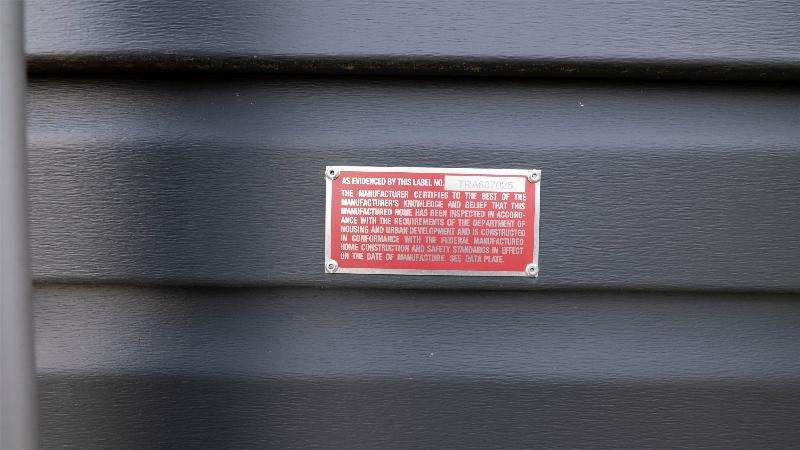 AS EVIDENCED BY THIS LABEL NO. TRA607025
THE MANUFACTURER CERTIFIES TO THE BEST OF THE
MANUFACTURER'S KNOWLEDGE AND BELIEF THAT THIS
MANUFACTURED HOME HAS BEEN INSPECTED IN ACCORD-
ANCE WITH THE REQUIREMENTS OF THE DEPARTMENT OF
HOUSING AND URBAN DEVELOPMENT AND IS CONSTRUCTED
IN CONFORMANCE WITH THE FEDERAL MANUFACTURED
HOME CONSTRUCTION AND SAFETY STANDARDS IN EFFECT
ON THE DATE OF MANUFACTURE. SEE DATA PLATE.